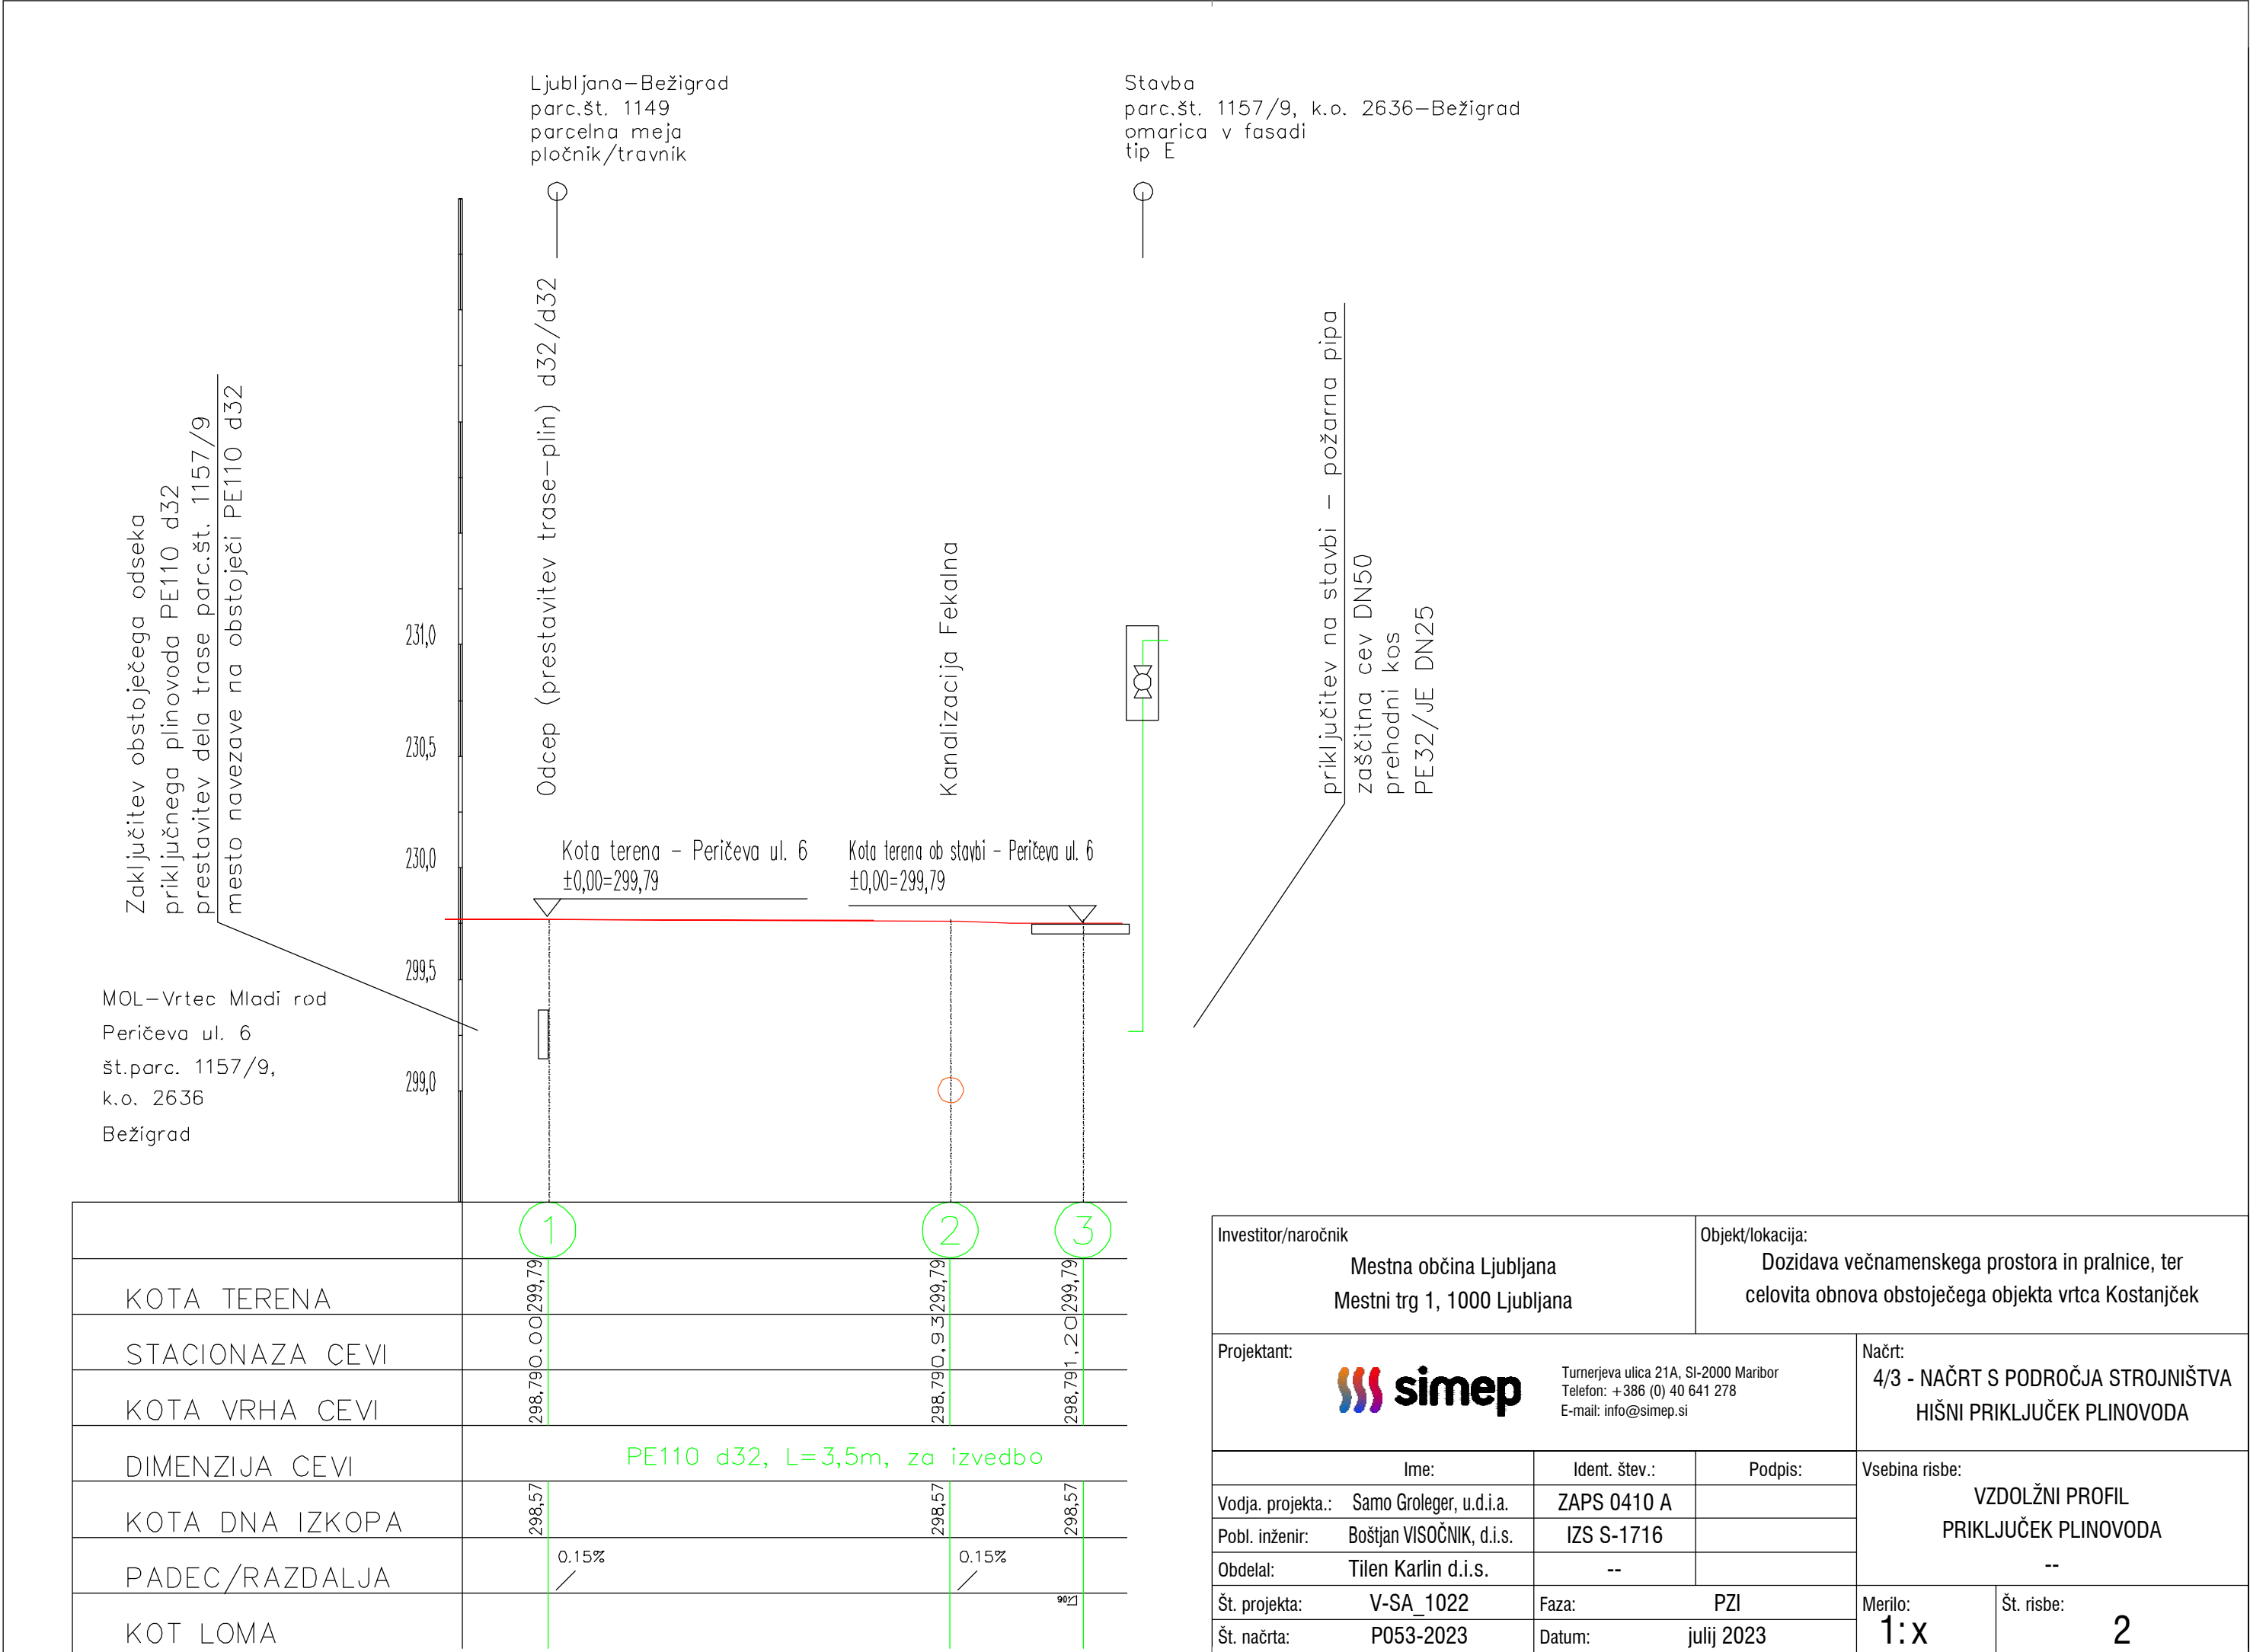 Ljubljana-Bežigrad
parc.št. 1149
parcelna meja
pločnik/travnik
Stavba
parc.št. 1157/9, k.o. 2636-Bežigrad
omarica v fasadi
tip E
Zaključitev obstoječega odseka
priključnega plinovoda PE110 d32
prestavitev dela trase parc.št. 1157/9
mesto navezave na obstoječi PE110 d32
Odcep (prestavitev trase-plin) d32/d32
Kanalizacija Fekalna
priključitev na stavbi - požarna pipa
zaščitna cev DN50
prehodni kos
PE32/JE DN25
231,0
230,5
230,0
299,5
299,0
Kota terena - Peričeva ul. 6
±0,00=299,79
Kota terena ob stavbi - Peričeva ul. 6
±0,00=299,79
MOL-Vrtec Mladi rod
Peričeva ul. 6
št.parc. 1157/9,
k.o. 2636
Bežigrad
1 2 3
KOTA TERENA 299,79 299,79 299,79
STACIONAZA CEVI 0.00 0,93 1,20
KOTA VRHA CEVI 298,79 298,79 298,79
DIMENZIJA CEVI PE110 d32, L=3,5m, za izvedbo
KOTA DNA IZKOPA 298,57 298,57 298,57
PADEC/RAZDALJA 0.15% 0.15%
KOT LOMA 90°
Investitor/naročnik
Mestna občina Ljubljana
Mestni trg 1, 1000 Ljubljana
Objekt/lokacija:
Dozidava večnamenskega prostora in pralnice, ter
celovita obnova obstoječega objekta vrtca Kostanjček
Projektant:
simep
Turnerjeva ulica 21A, SI-2000 Maribor
Telefon: +386 (0) 40 641 278
E-mail: info@simep.si
Načrt:
4/3 - NAČRT S PODROČJA STROJNIŠTVA
HIŠNI PRIKLJUČEK PLINOVODA
Ime: Ident. štev.: Podpis:
Vodja. projekta.: Samo Groleger, u.d.i.a. ZAPS 0410 A
Pobl. inženir: Boštjan VISOČNIK, d.i.s. IZS S-1716
Obdelal: Tilen Karlin d.i.s. --
Vsebina risbe:
VZDOLŽNI PROFIL
PRIKLJUČEK PLINOVODA
--
Št. projekta: V-SA_1022 Faza: PZI
Št. načrta: P053-2023 Datum: julij 2023
Merilo:
1:x
Št. risbe:
2